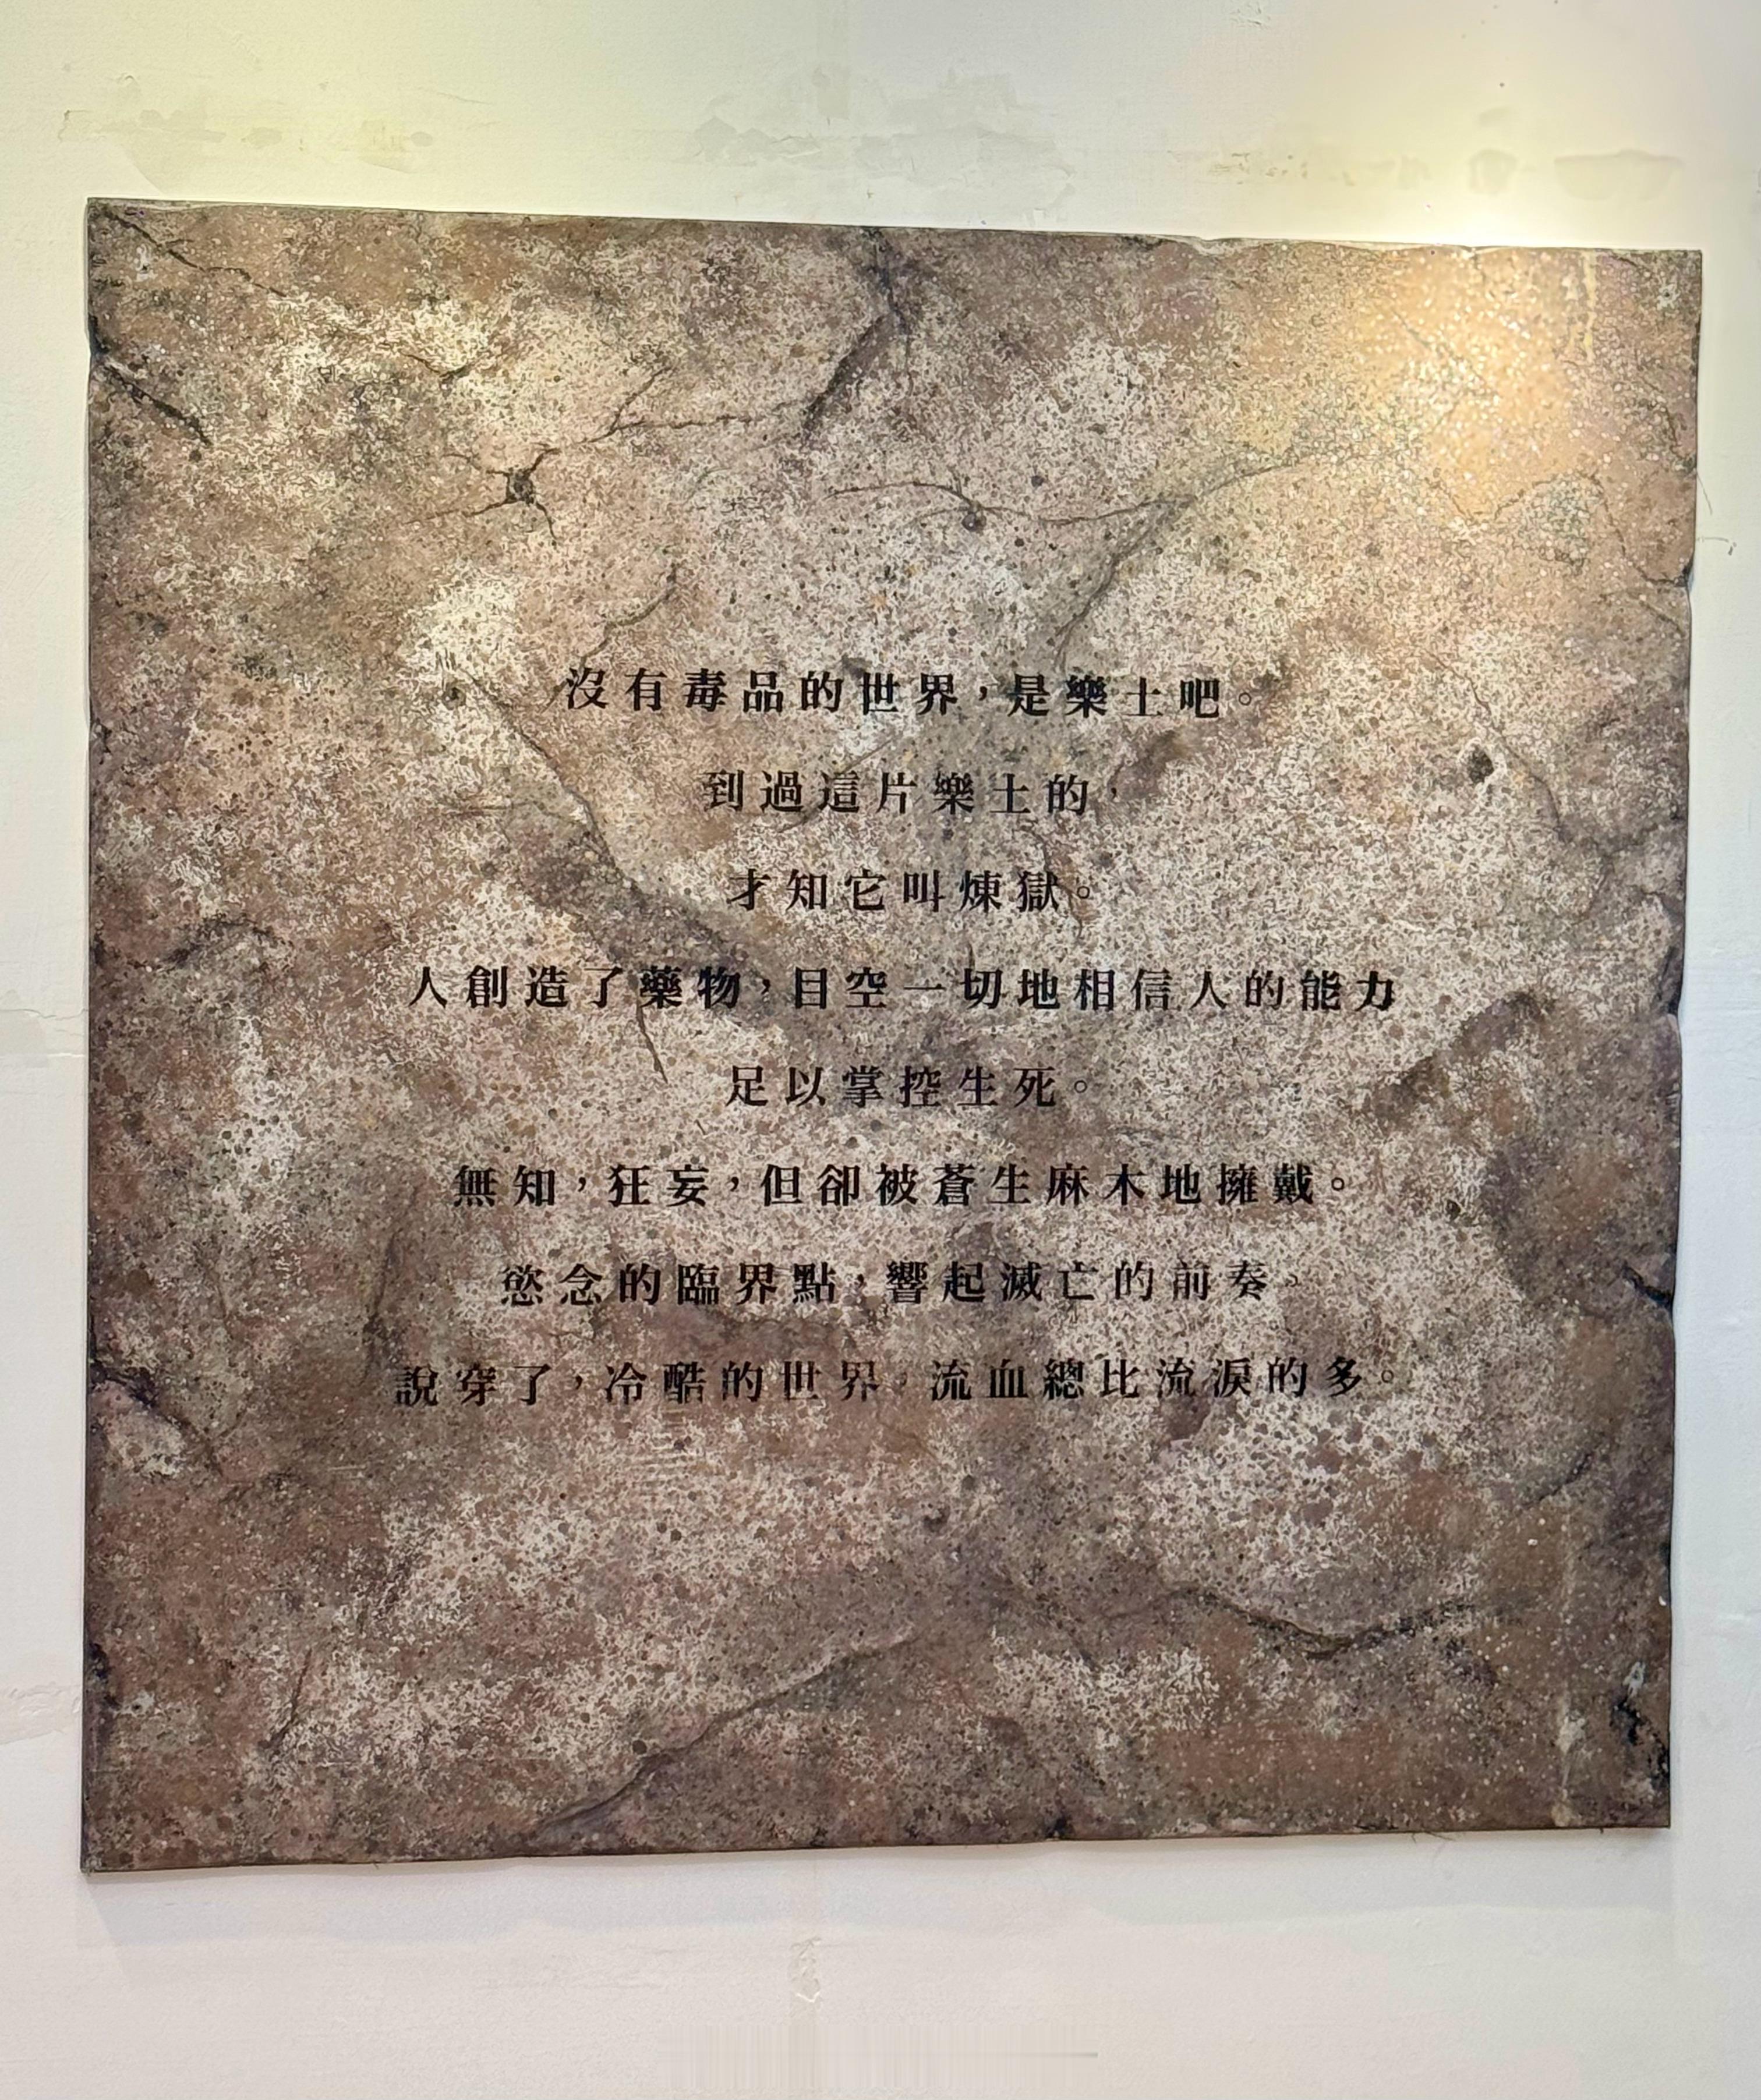 沒有毒品的世界，是樂土吧。
到過這片樂土的，
才知它叫煉獄。
人創造了藥物，目空一切地相信人的能力
足以掌控生死。
無知，狂妄，但卻被蒼生麻木地擁戴。
慾念的臨界點，響起滅亡的前奏。
說穿了，冷酷的世界，流血總比流淚的多。